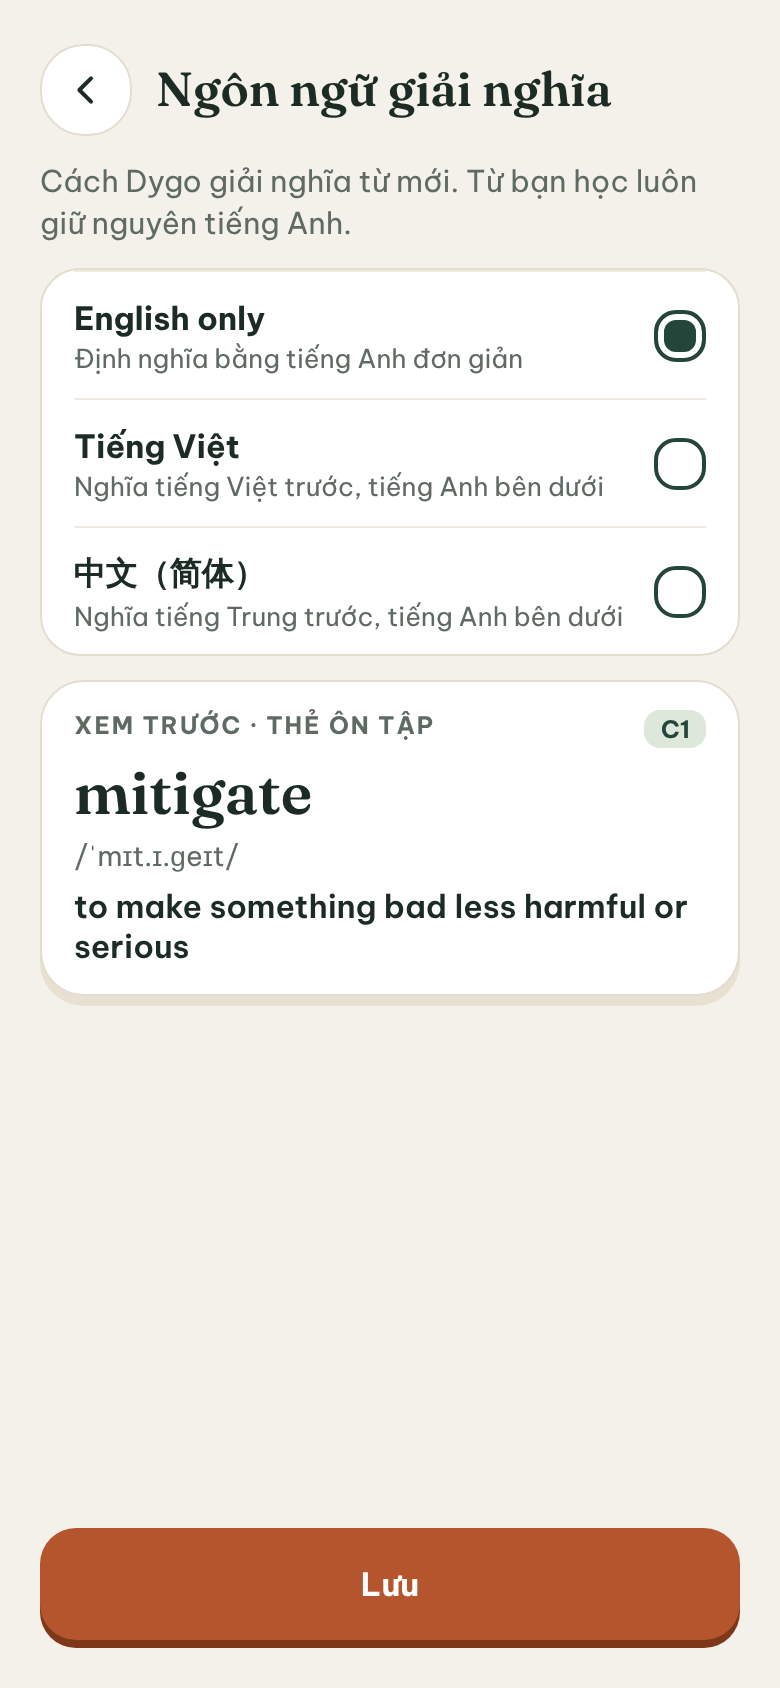 Ngôn ngữ giải nghĩa
Cách Dygo giải nghĩa từ mới. Từ bạn học luôn
giữ nguyên tiếng Anh.
English only
Định nghĩa bằng tiếng Anh đơn giản
Tiếng Việt
Nghĩa tiếng Việt trước, tiếng Anh bên dưới
中文（简体）
Nghĩa tiếng Trung trước, tiếng Anh bên dưới
XEM TRƯỚC · THẺ ÔN TẬP
C1
mitigate
/ˈmɪt.ɪ.ɡeɪt/
to make something bad less harmful or
serious
Lưu